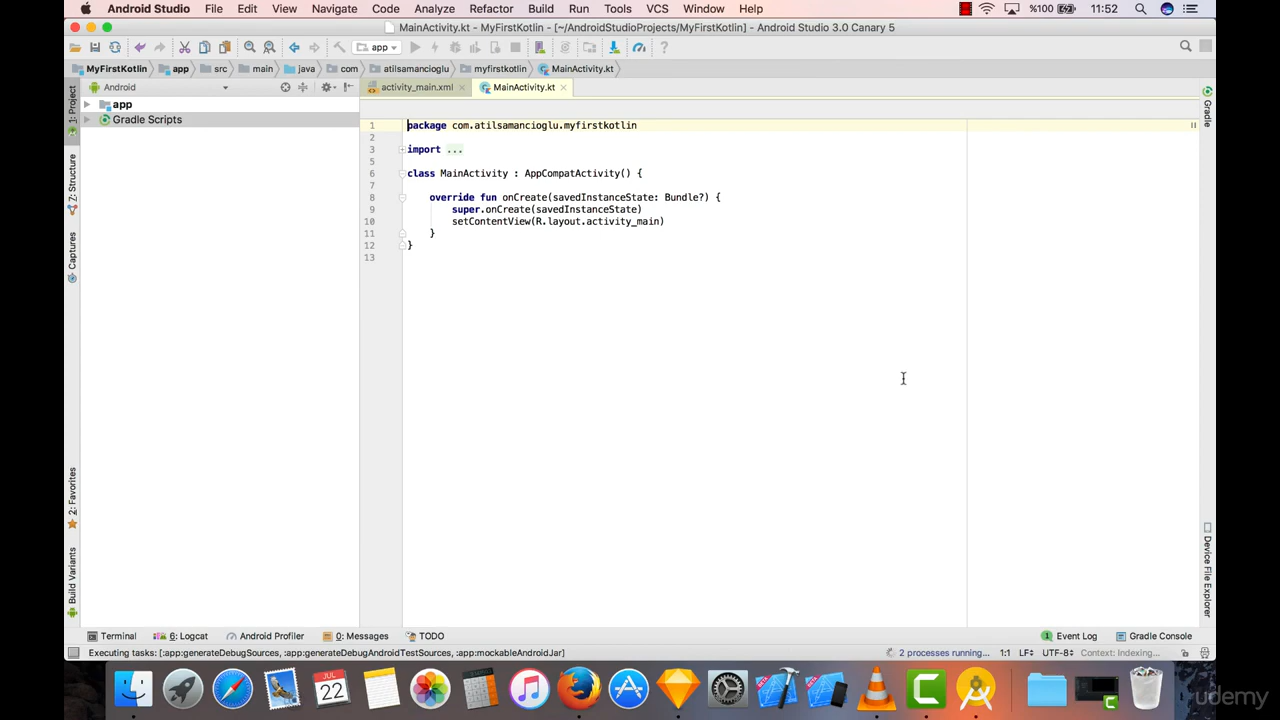 Android Studio File Edit View Navigate Code Analyze Refactor Build Run Tools VCS Window Help %100 11:52
MainActivity.kt - MyFirstKotlin - [~/AndroidStudioProjects/MyFirstKotlin] - Android Studio 3.0 Canary 5
app
MyFirstKotlin app src main java com atilsamancioglu myfirstkotlin MainActivity.kt
Android
activity_main.xml MainActivity.kt
app
Gradle Scripts
1: Project
7: Structure
Captures
2: Favorites
Build Variants
1 package com.atilsamancioglu.myfirstkotlin
2
3 import ...
5
6 class MainActivity : AppCompatActivity() {
7
8 override fun onCreate(savedInstanceState: Bundle?) {
9 super.onCreate(savedInstanceState)
10 setContentView(R.layout.activity_main)
11 }
12 }
13
Gradle
Device File Explorer
Terminal 6: Logcat Android Profiler 0: Messages TODO 1 Event Log Gradle Console
Executing tasks: [:app:generateDebugSources, :app:generateDebugAndroidTestSources, :app:mockableAndroidJar] 2 processes running... 1:1 LF÷ UTF-8÷ Context: Indexing...
JUL
22
udemy